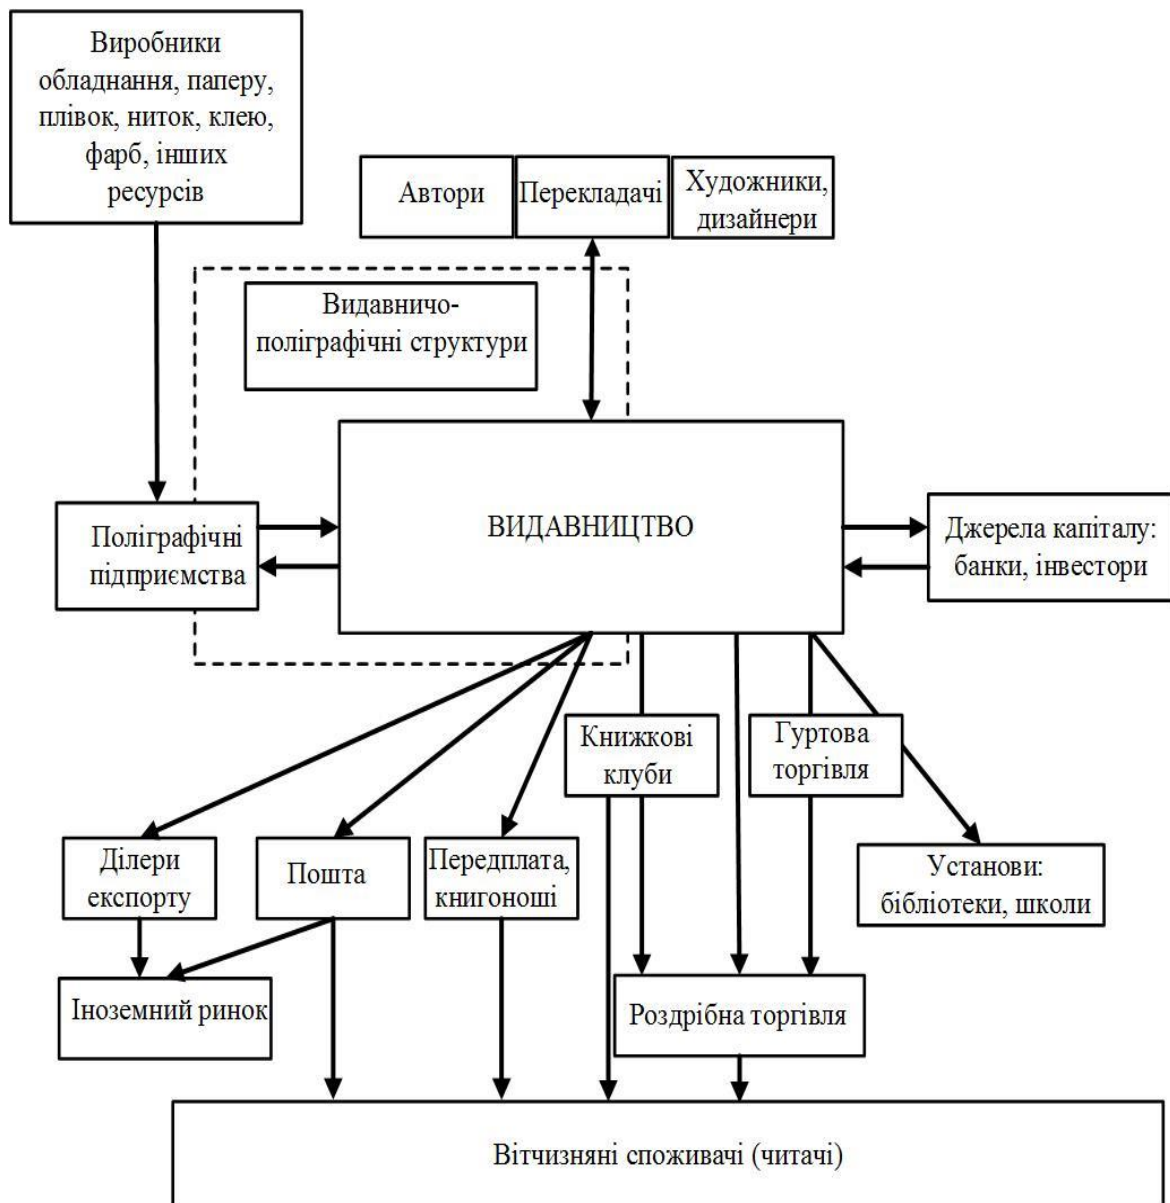 Виробники
обладнання, паперу,
плівок, ниток, клею,
фарб, інших
ресурсів
Автори
Перекладачі
Художники,
дизайнери
Видавничо-
поліграфічні структури
Поліграфічні
підприємства
ВИДАВНИЦТВО
Джерела капіталу:
банки, інвестори
Книжкові
клуби
Гуртова
торгівля
Ділери
експорту
Пошта
Передплата,
книгоноші
Установи:
бібліотеки, школи
Іноземний ринок
Роздрібна торгівля
Вітчизняні споживачі (читачі)